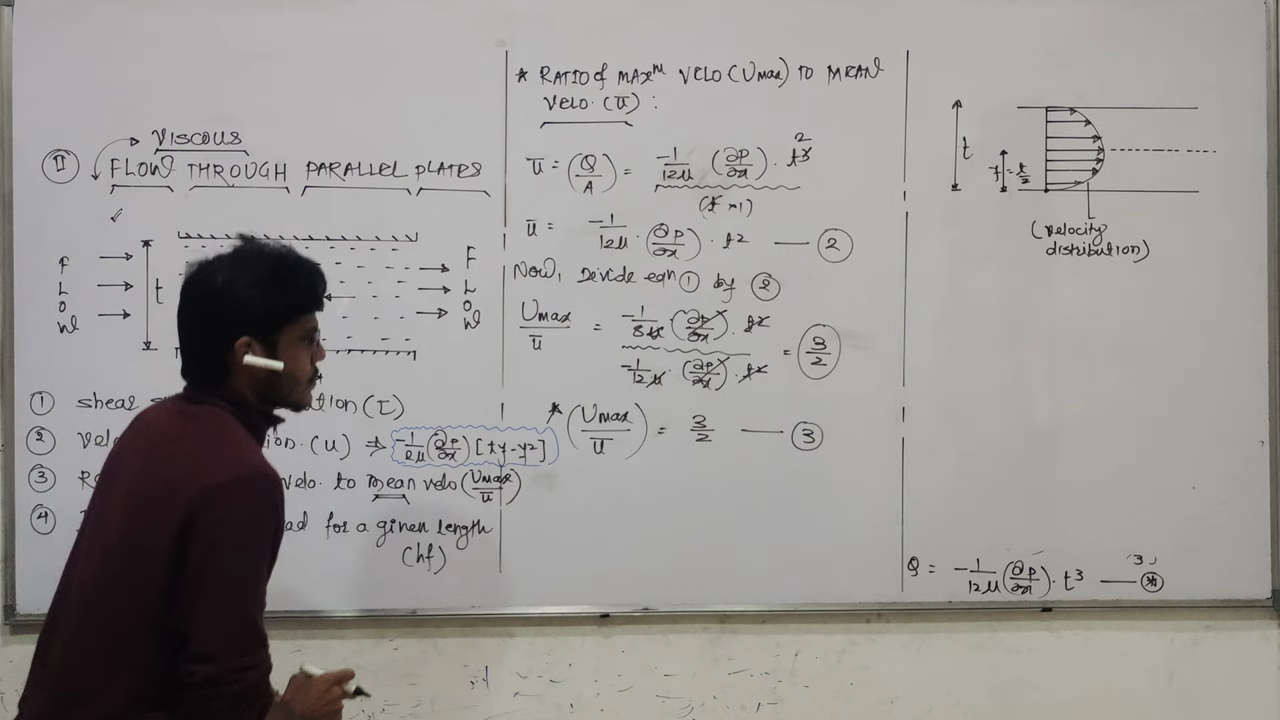 II VISCOUS
FLOW THROUGH PARALLEL PLATES
FLOW
t
FLOW
① shear
② velo (u) ⇒ -1/2μ (∂p/∂x) [ty-y²]
③ velo. to mean velo (Umax/ū)
④ for a given length
(hf)
* RATIO of MAXᵐ VELO (Umax) TO MEAN
VELO. (ū) :
ū = (Q/A) = -1/12μ (∂p/∂x) . t³ 2
(t×1)
ū = -1/12μ . (∂p/∂x) . t² — ②
Now, Divide eqn ① by ②
Umax/ū = -1/8μ (∂p/∂x) . t² / -1/12μ . (∂p/∂x) . t² = 3/2
* (Umax/ū) = 3/2 — ③
t
t/2
(velocity
distribution)
Q = -1/12μ (∂p/∂x) . t³ — *